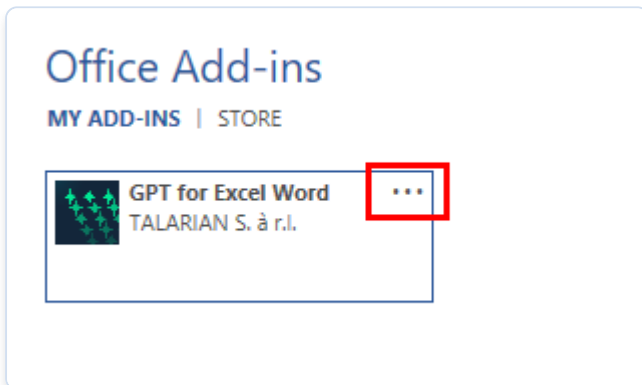 Office Add-ins
MY ADD-INS | STORE
GPT for Excel Word
...
TALARIAN S. à r.l.